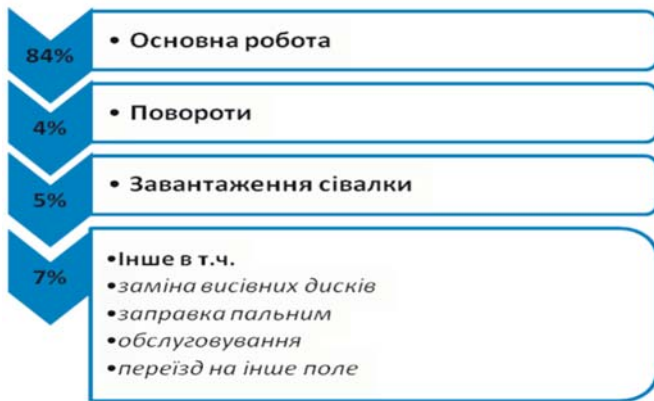 84%
• Основна робота
4%
• Повороти
5%
• Завантаження сівалки
7%
•Інше в т.ч.
•заміна висівних дисків
•заправка пальним
•обслуговування
•переїзд на інше поле